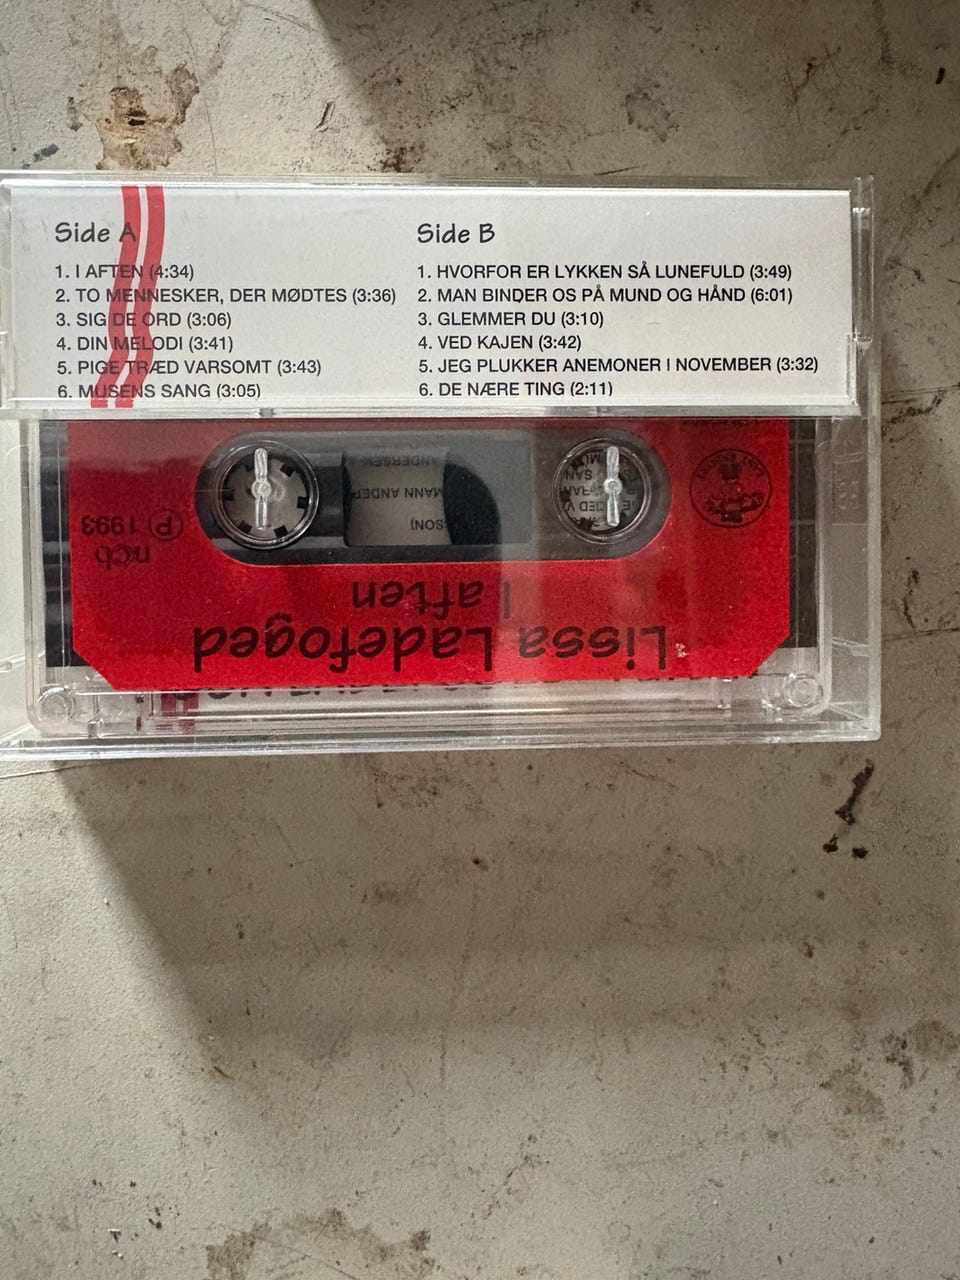 Side A
1. I AFTEN (4:34)
2. TO MENNESKER, DER MØDTES (3:36)
3. SIG DE ORD (3:06)
4. DIN MELODI (3:41)
5. PIGE TRÆD VARSOMT (3:43)
6. MUSENS SANG (3:05)
Side B
1. HVORFOR ER LYKKEN SÅ LUNEFULD (3:49)
2. MAN BINDER OS PÅ MUND OG HÅND (6:01)
3. GLEMMER DU (3:10)
4. VED KAJEN (3:42)
5. JEG PLUKKER ANEMONER I NOVEMBER (3:32)
6. DE NÆRE TING (2:11)
Lissa Ladefoged
I aften
ncb
Ⓟ 1993
SON)
MANN ANDER
ANDERSEK